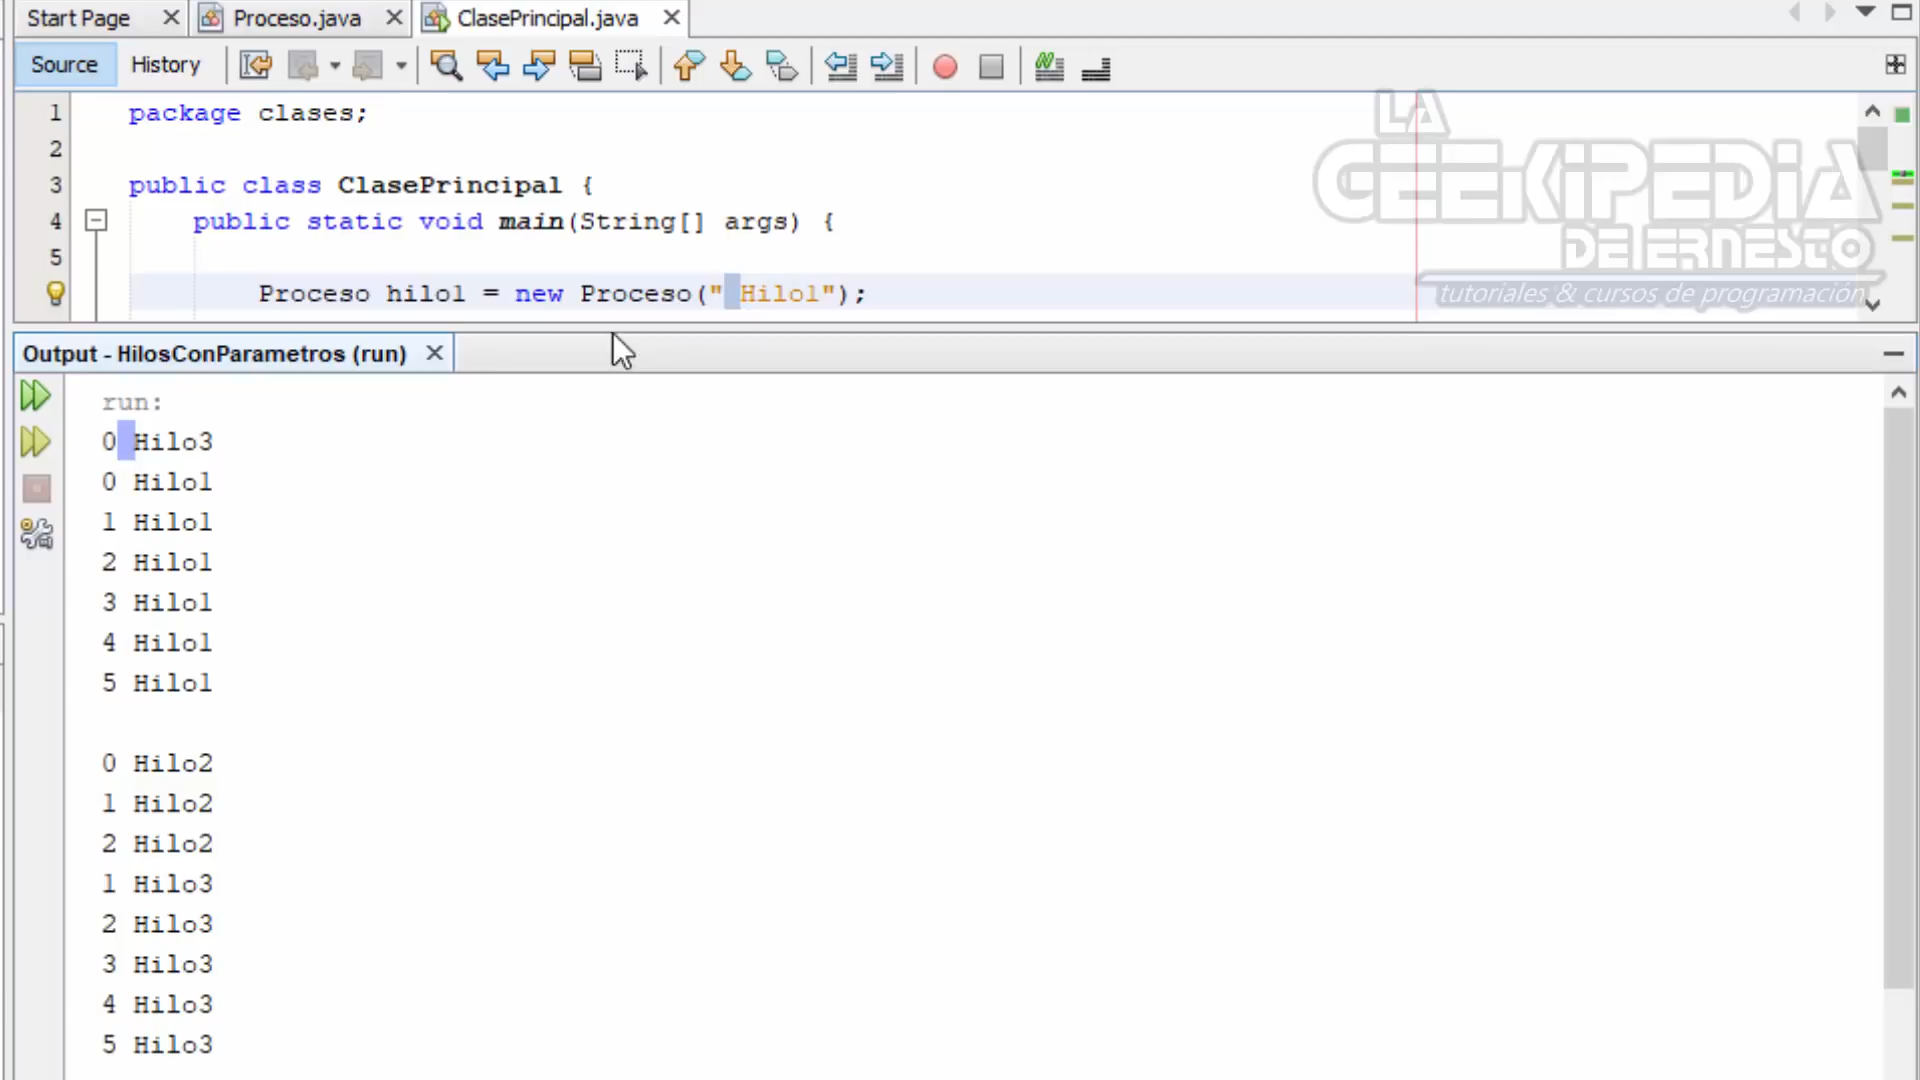 Start Page Proceso.java ClasePrincipal.java
Source History
1 package clases;
2
3 public class ClasePrincipal {
4 public static void main(String[] args) {
5
Proceso hilo1 = new Proceso(" Hilo1");
LA
GEEKIPEDIA
DE ERNESTO
tutoriales & cursos de programación
Output - HilosConParametros (run)
run:
0 Hilo3
0 Hilo1
1 Hilo1
2 Hilo1
3 Hilo1
4 Hilo1
5 Hilo1
0 Hilo2
1 Hilo2
2 Hilo2
1 Hilo3
2 Hilo3
3 Hilo3
4 Hilo3
5 Hilo3